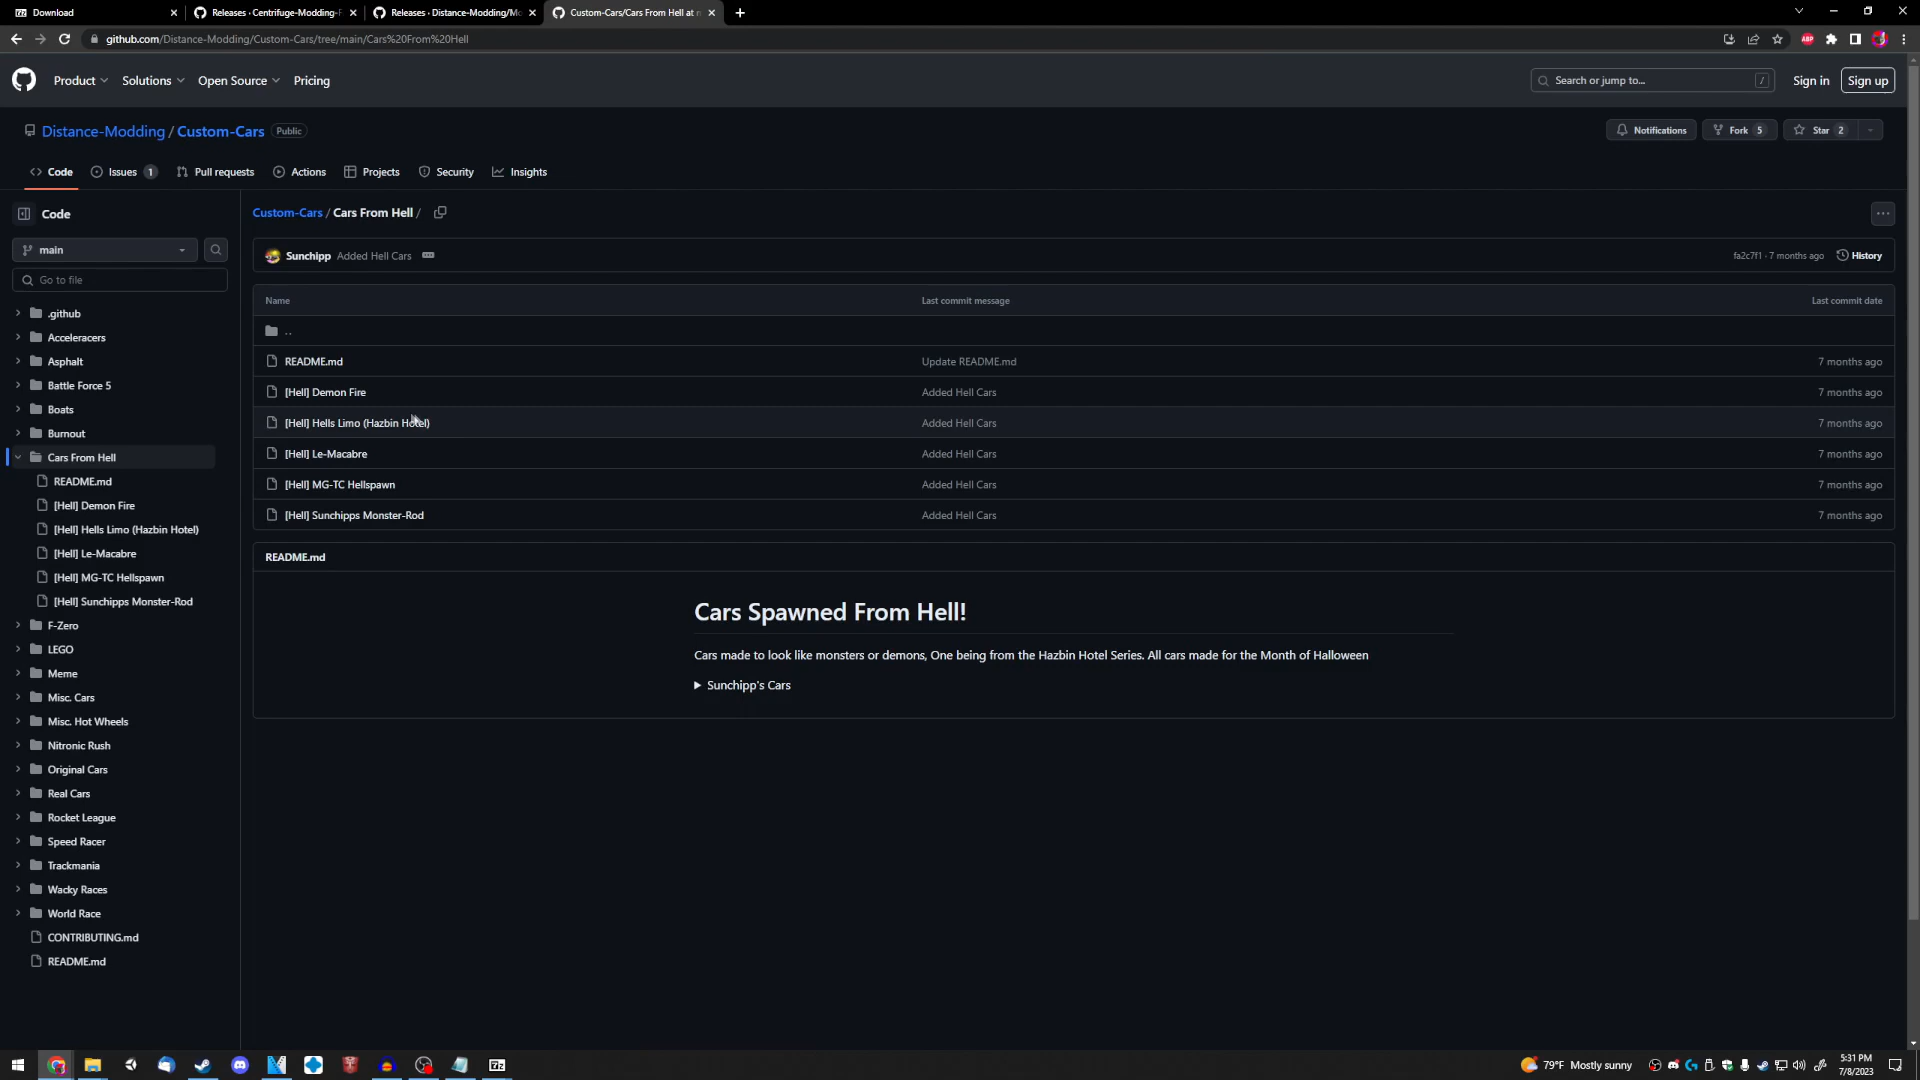 Download
Releases · Centrifuge-Modding-F
Releases · Distance-Modding/Mo
Custom-Cars/Cars From Hell at m
github.com/Distance-Modding/Custom-Cars/tree/main/Cars%20From%20Hell
ABP
Product
Solutions
Open Source
Pricing
Search or jump to...
/
Sign in
Sign up
Distance-Modding / Custom-Cars
Public
Notifications
Fork 5
Star 2
Code
Issues 1
Pull requests
Actions
Projects
Security
Insights
Code
main
Go to file
.github
Acceleracers
Asphalt
Battle Force 5
Boats
Burnout
Cars From Hell
README.md
[Hell] Demon Fire
[Hell] Hells Limo (Hazbin Hotel)
[Hell] Le-Macabre
[Hell] MG-TC Hellspawn
[Hell] Sunchipps Monster-Rod
F-Zero
LEGO
Meme
Misc. Cars
Misc. Hot Wheels
Nitronic Rush
Original Cars
Real Cars
Rocket League
Speed Racer
Trackmania
Wacky Races
World Race
CONTRIBUTING.md
README.md
Custom-Cars / Cars From Hell /
Sunchipp Added Hell Cars
fa2c7f1 · 7 months ago
History
Name Last commit message Last commit date
..
README.md Update README.md 7 months ago
[Hell] Demon Fire Added Hell Cars 7 months ago
[Hell] Hells Limo (Hazbin Hotel) Added Hell Cars 7 months ago
[Hell] Le-Macabre Added Hell Cars 7 months ago
[Hell] MG-TC Hellspawn Added Hell Cars 7 months ago
[Hell] Sunchipps Monster-Rod Added Hell Cars 7 months ago
README.md
Cars Spawned From Hell!
Cars made to look like monsters or demons, One being from the Hazbin Hotel Series. All cars made for the Month of Halloween
Sunchipp's Cars
7z
79°F Mostly sunny
5:31 PM
7/8/2023